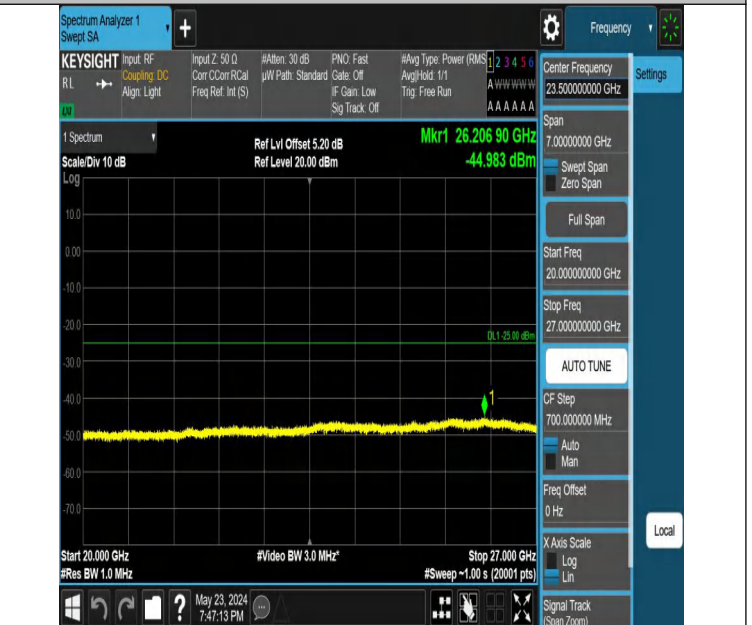 Spectrum Analyzer 1
Swept SA
+
Frequency
KEYSIGHT
RL
Input: RF
Coupling: DC
Align: Light
Input Z: 50 Ω
Corr CCorr RCal
Freq Ref: Int (S)
#Atten: 30 dB
µW Path: Standard
PNO: Fast
Gate: Off
IF Gain: Low
Sig Track: Off
#Avg Type: Power (RMS
Avg|Hold: 1/1
Trig: Free Run
1 2 3 4 5 6
A W W W W W
A A A A A A
1 Spectrum
Scale/Div 10 dB
Ref Lvl Offset 5.20 dB
Ref Level 20.00 dBm
Mkr1 26.206 90 GHz
-44.983 dBm
Log
10.0
0.00
-10.0
-20.0
DL1 -25.00 dBm
-30.0
-40.0
1
-50.0
-60.0
-70.0
Start 20.000 GHz
#Res BW 1.0 MHz
#Video BW 3.0 MHz*
Stop 27.000 GHz
#Sweep ~1.00 s (20001 pts)
?
May 23, 2024
7:47:13 PM
Center Frequency
23.500000000 GHz
Settings
Span
7.00000000 GHz
Swept Span
Zero Span
Full Span
Start Freq
20.000000000 GHz
Stop Freq
27.000000000 GHz
AUTO TUNE
CF Step
700.000000 MHz
Auto
Man
Freq Offset
0 Hz
X Axis Scale
Log
Lin
Local
Signal Track
(Span Zoom)